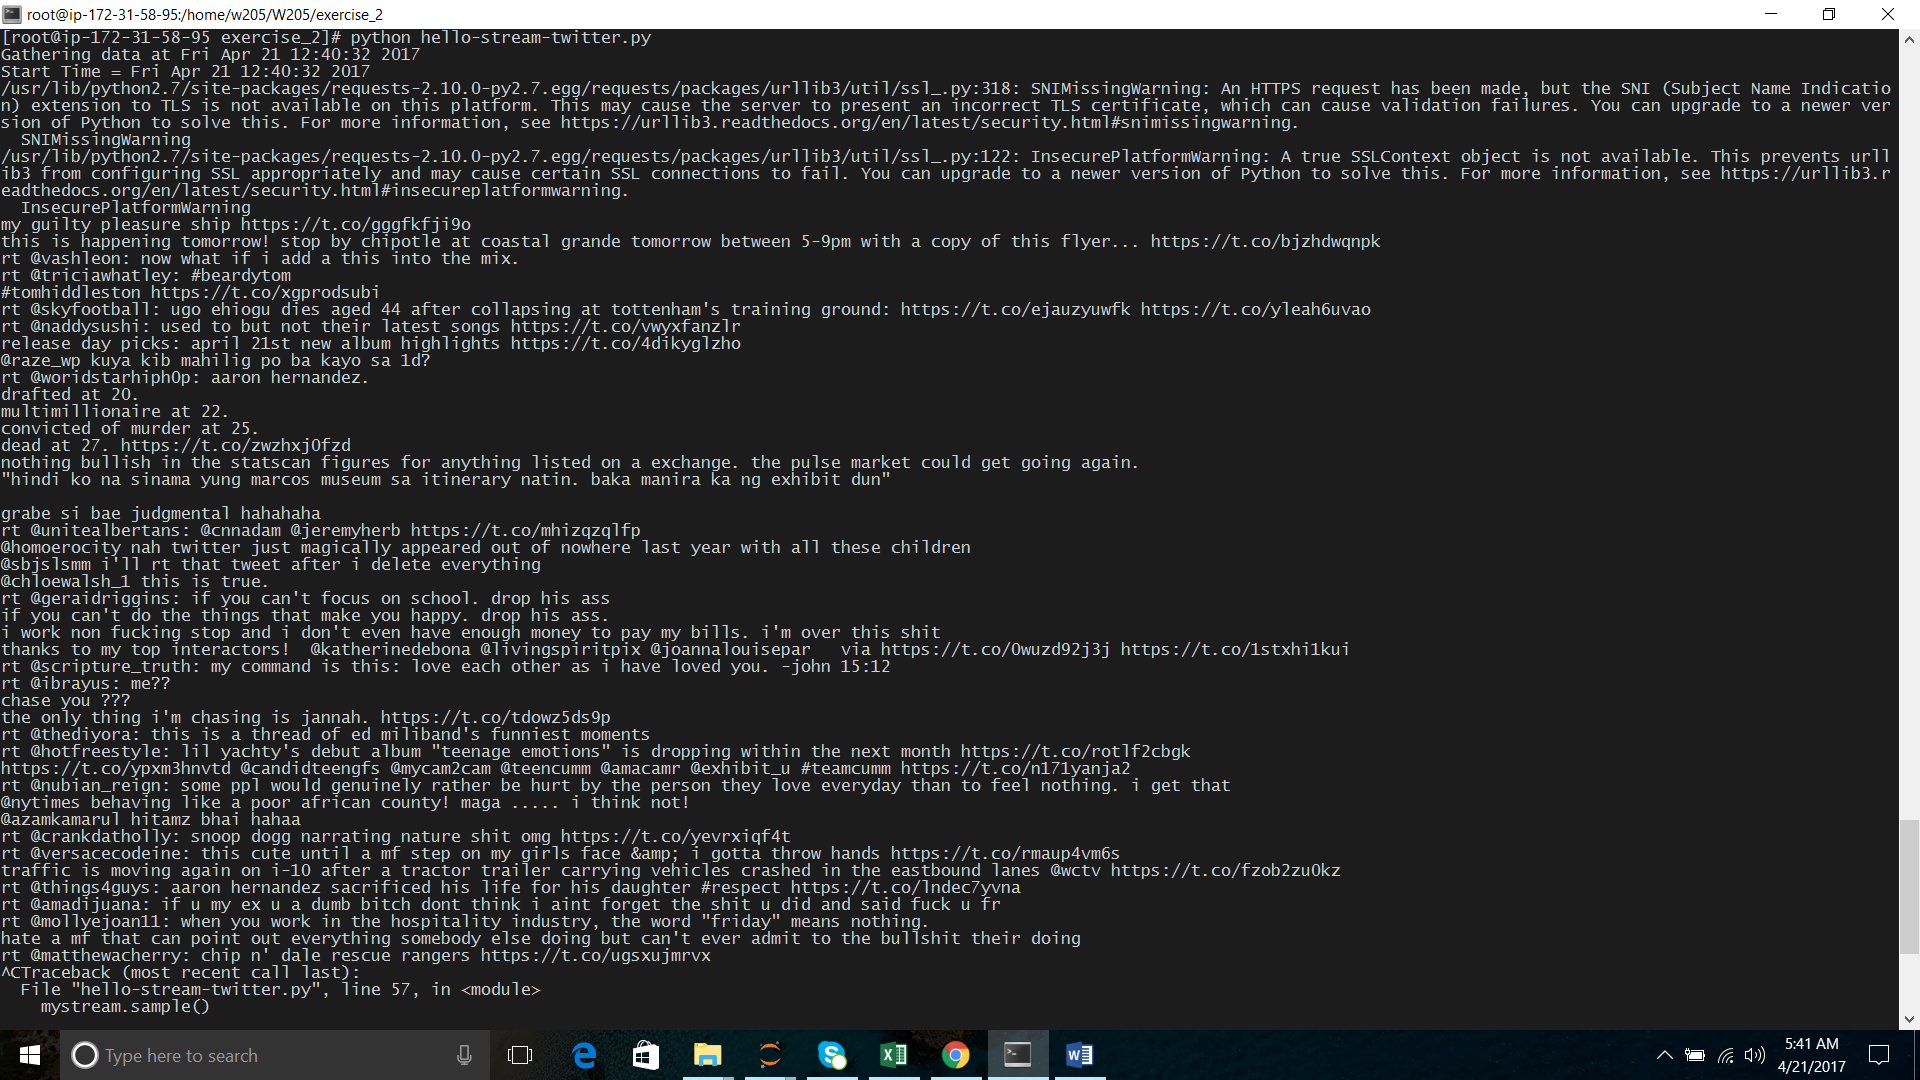 root@ip-172-31-58-95:/home/w205/W205/exercise_2
[root@ip-172-31-58-95 exercise_2]# python hello-stream-twitter.py
Gathering data at Fri Apr 21 12:40:32 2017
Start Time = Fri Apr 21 12:40:32 2017
/usr/lib/python2.7/site-packages/requests-2.10.0-py2.7.egg/requests/packages/urllib3/util/ssl_.py:318: SNIMissingWarning: An HTTPS request has been made, but the SNI (Subject Name Indicatio
n) extension to TLS is not available on this platform. This may cause the server to present an incorrect TLS certificate, which can cause validation failures. You can upgrade to a newer ver
sion of Python to solve this. For more information, see https://urllib3.readthedocs.org/en/latest/security.html#snimissingwarning.
  SNIMissingWarning
/usr/lib/python2.7/site-packages/requests-2.10.0-py2.7.egg/requests/packages/urllib3/util/ssl_.py:122: InsecurePlatformWarning: A true SSLContext object is not available. This prevents urll
ib3 from configuring SSL appropriately and may cause certain SSL connections to fail. You can upgrade to a newer version of Python to solve this. For more information, see https://urllib3.r
eadthedocs.org/en/latest/security.html#insecureplatformwarning.
  InsecurePlatformWarning
my guilty pleasure ship https://t.co/gggfkfji9o
this is happening tomorrow! stop by chipotle at coastal grande tomorrow between 5-9pm with a copy of this flyer... https://t.co/bjzhdwqnpk
rt @vashleon: now what if i add a this into the mix.
rt @triciawhatley: #beardytom
#tomhiddleston https://t.co/xgprodsubi
rt @skyfootball: ugo ehiogu dies aged 44 after collapsing at tottenham's training ground: https://t.co/ejauzyuwfk https://t.co/yleah6uvao
rt @naddysushi: used to but not their latest songs https://t.co/vwyxfanzlr
release day picks: april 21st new album highlights https://t.co/4dikyglzho
@raze_wp kuya kib mahilig po ba kayo sa 1d?
rt @woridstarhiph0p: aaron hernandez.
drafted at 20.
multimillionaire at 22.
convicted of murder at 25.
dead at 27. https://t.co/zwzhxj0fzd
nothing bullish in the statscan figures for anything listed on a exchange. the pulse market could get going again.
"hindi ko na sinama yung marcos museum sa itinerary natin. baka manira ka ng exhibit dun"
grabe si bae judgmental hahahaha
rt @unitealbertans: @cnnadam @jeremyherb https://t.co/mhizqzqlfp
@homoerocity nah twitter just magically appeared out of nowhere last year with all these children
@sbjslsmm i'll rt that tweet after i delete everything
@chloewalsh_1 this is true.
rt @geraidriggins: if you can't focus on school. drop his ass
if you can't do the things that make you happy. drop his ass.
i work non fucking stop and i don't even have enough money to pay my bills. i'm over this shit
thanks to my top interactors!  @katherinedebona @livingspiritpix @joannalouisepar   via https://t.co/0wuzd92j3j https://t.co/1stxhi1kui
rt @scripture_truth: my command is this: love each other as i have loved you. -john 15:12
rt @ibrayus: me??
chase you ???
the only thing i'm chasing is jannah. https://t.co/tdowz5ds9p
rt @thediyora: this is a thread of ed miliband's funniest moments
rt @hotfreestyle: lil yachty's debut album "teenage emotions" is dropping within the next month https://t.co/rotlf2cbgk
https://t.co/ypxm3hnvtd @candidteengfs @mycam2cam @teencumm @amacamr @exhibit_u #teamcumm https://t.co/n171yanja2
rt @nubian_reign: some ppl would genuinely rather be hurt by the person they love everyday than to feel nothing. i get that
@nytimes behaving like a poor african county! maga ..... i think not!
@azamkamarul hitamz bhai hahaa
rt @crankdatholly: snoop dogg narrating nature shit omg https://t.co/yevrxiqf4t
rt @versacecodeine: this cute until a mf step on my girls face &amp; i gotta throw hands https://t.co/rmaup4vm6s
traffic is moving again on i-10 after a tractor trailer carrying vehicles crashed in the eastbound lanes @wctv https://t.co/fzob2zu0kz
rt @things4guys: aaron hernandez sacrificed his life for his daughter #respect https://t.co/lndec7yvna
rt @amadijuana: if u my ex u a dumb bitch dont think i aint forget the shit u did and said fuck u fr
rt @mollyejoan11: when you work in the hospitality industry, the word "friday" means nothing.
hate a mf that can point out everything somebody else doing but can't ever admit to the bullshit their doing
rt @matthewacherry: chip n' dale rescue rangers https://t.co/ugsxujmrvx
^CTraceback (most recent call last):
  File "hello-stream-twitter.py", line 57, in <module>
    mystream.sample()
Type here to search
5:41 AM
4/21/2017